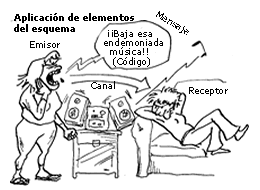 Aplicación de elementos
del esquema
Mensaje
Emisor
¡¡Baja esa
endemoniada
música!!
(Código)
Canal
Receptor